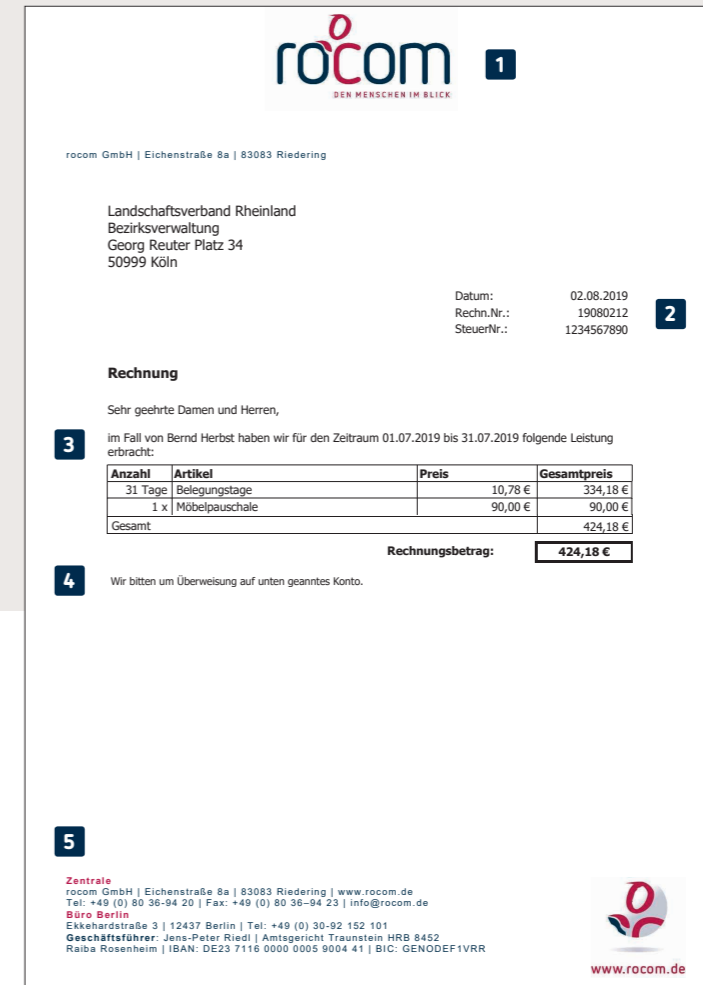 rocom
DEN MENSCHEN IM BLICK
1
rocom GmbH | Eichenstraße 8a | 83083 Riedering
Landschaftsverband Rheinland
Bezirksverwaltung
Georg Reuter Platz 34
50999 Köln
Datum: 02.08.2019
Rechn.Nr.: 19080212
2
SteuerNr.: 1234567890
Rechnung
Sehr geehrte Damen und Herren,
3
im Fall von Bernd Herbst haben wir für den Zeitraum 01.07.2019 bis 31.07.2019 folgende Leistung
erbracht:
Anzahl Artikel Preis Gesamtpreis
31 Tage Belegungstage 10,78 € 334,18 €
1 x Möbelpauschale 90,00 € 90,00 €
Gesamt 424,18 €
Rechnungsbetrag: 424,18 €
4
Wir bitten um Überweisung auf unten geanntes Konto.
5
Zentrale
rocom GmbH | Eichenstraße 8a | 83083 Riedering | www.rocom.de
Tel: +49 (0) 80 36-94 20 | Fax: +49 (0) 80 36–94 23 | info@rocom.de
Büro Berlin
Ekkehardstraße 3 | 12437 Berlin | Tel: +49 (0) 30-92 152 101
Geschäftsführer: Jens-Peter Riedl | Amtsgericht Traunstein HRB 8452
Raiba Rosenheim | IBAN: DE23 7116 0000 0005 9004 41 | BIC: GENODEF1VRR
www.rocom.de